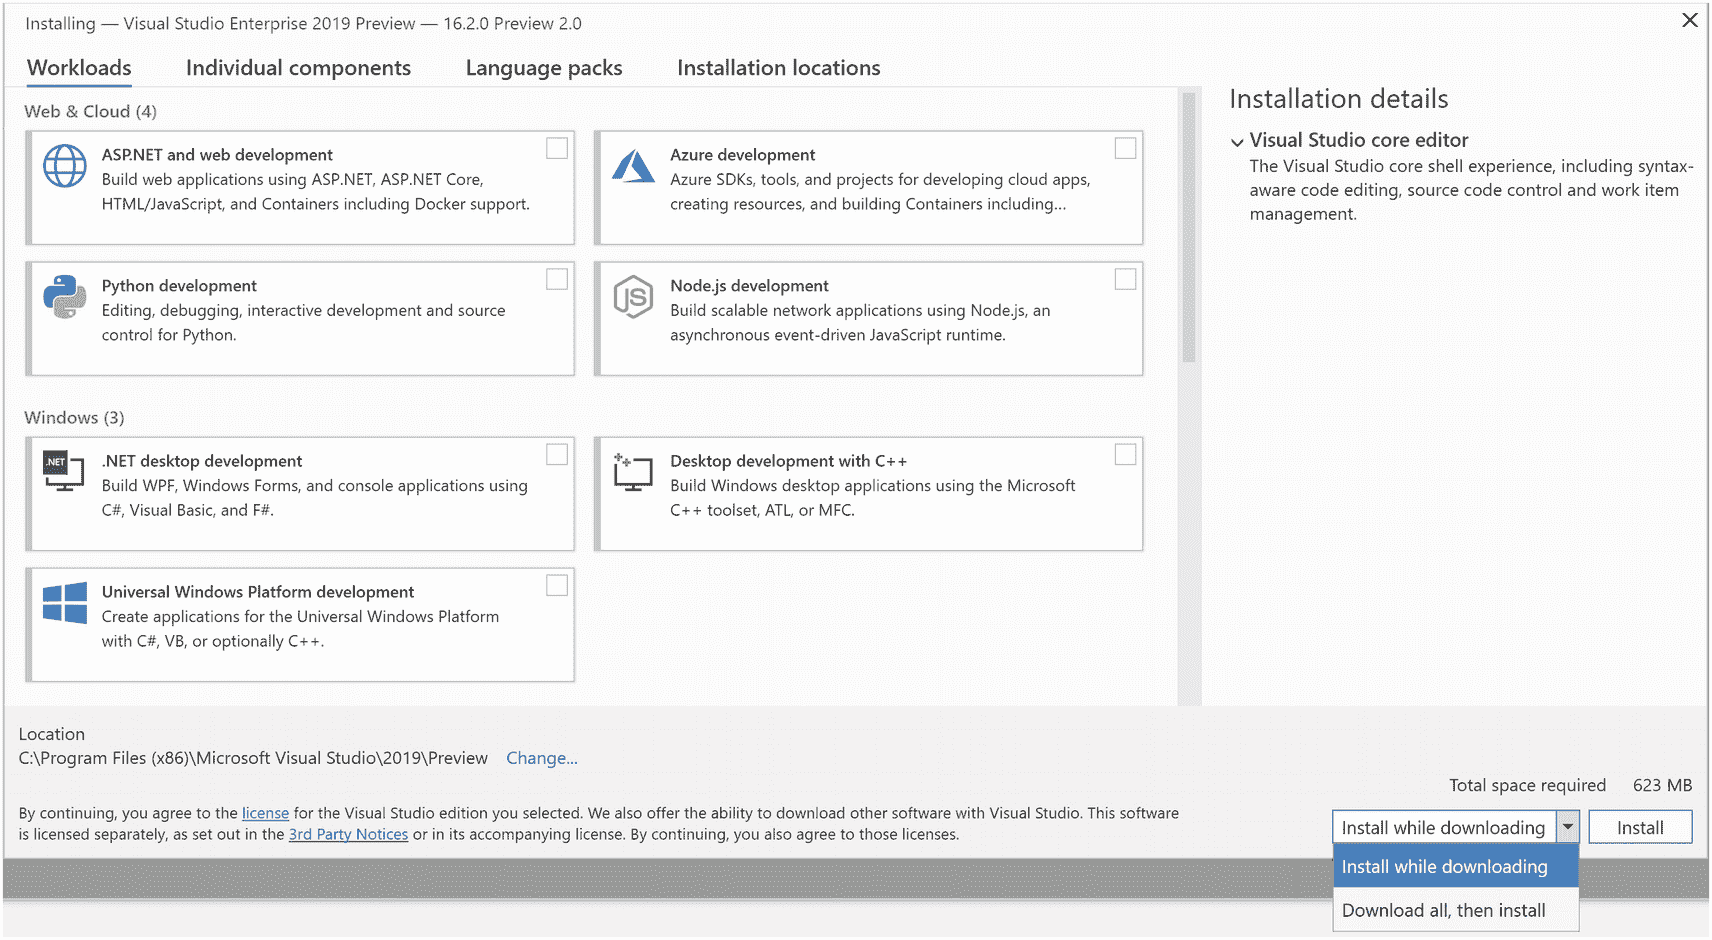 Installing — Visual Studio Enterprise 2019 Preview — 16.2.0 Preview 2.0
Workloads
Individual components
Language packs
Installation locations
Web & Cloud (4)
ASP.NET and web development
Build web applications using ASP.NET, ASP.NET Core,
HTML/JavaScript, and Containers including Docker support.
Azure development
Azure SDKs, tools, and projects for developing cloud apps,
creating resources, and building Containers including...
Python development
Editing, debugging, interactive development and source
control for Python.
JS
Node.js development
Build scalable network applications using Node.js, an
asynchronous event-driven JavaScript runtime.
Windows (3)
.NET
.NET desktop development
Build WPF, Windows Forms, and console applications using
C#, Visual Basic, and F#.
Desktop development with C++
Build Windows desktop applications using the Microsoft
C++ toolset, ATL, or MFC.
Universal Windows Platform development
Create applications for the Universal Windows Platform
with C#, VB, or optionally C++.
Installation details
Visual Studio core editor
The Visual Studio core shell experience, including syntax-
aware code editing, source code control and work item
management.
Location
C:\Program Files (x86)\Microsoft Visual Studio\2019\Preview Change...
Total space required 623 MB
By continuing, you agree to the license for the Visual Studio edition you selected. We also offer the ability to download other software with Visual Studio. This software
is licensed separately, as set out in the 3rd Party Notices or in its accompanying license. By continuing, you also agree to those licenses.
Install while downloading
Install
Install while downloading
Download all, then install